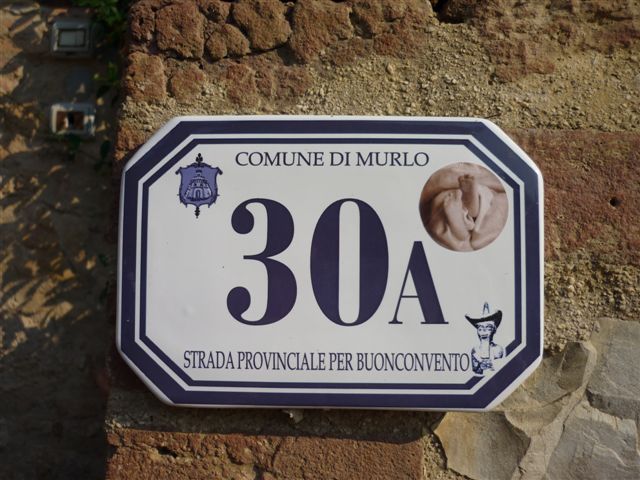 COMUNE DI MURLO
30A
STRADA PROVINCIALE PER BUONCONVENTO